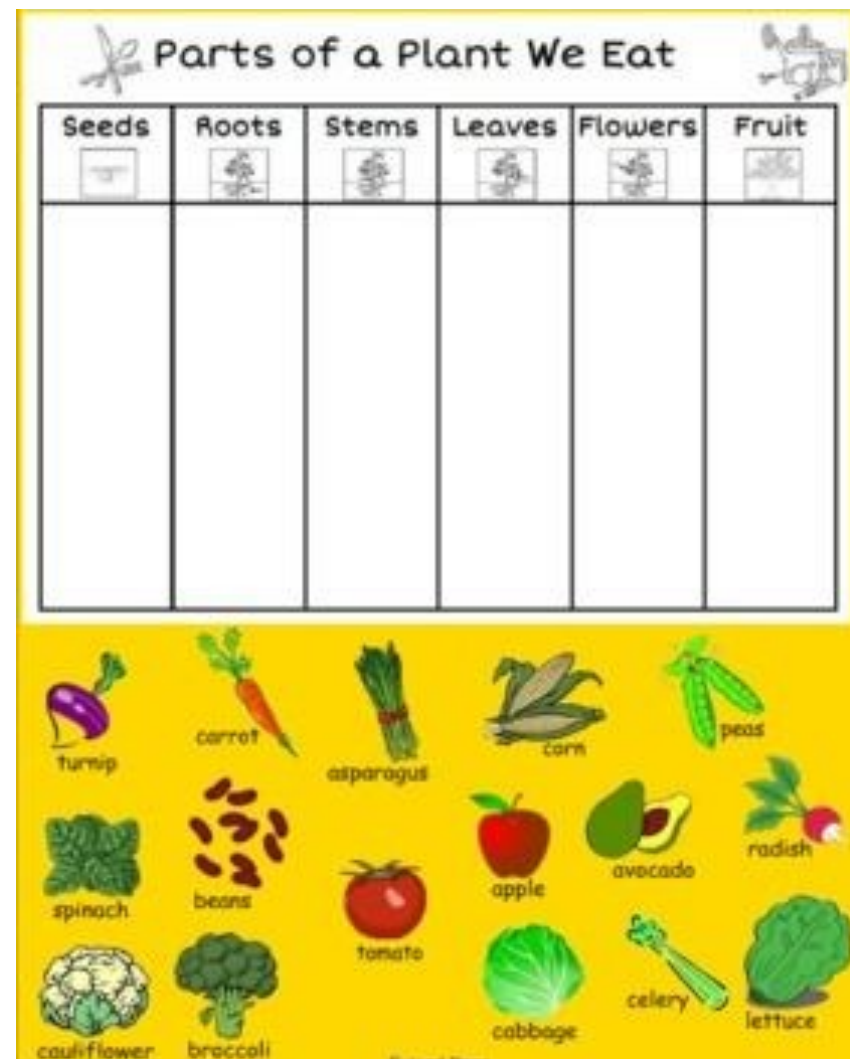 Parts of a Plant We Eat
Seeds Roots Stems Leaves Flowers Fruit
turnip
carrot
asparagus
corn
peas
spinach
beans
tomato
apple
avocado
radish
cauliflower
broccoli
cabbage
celery
lettuce